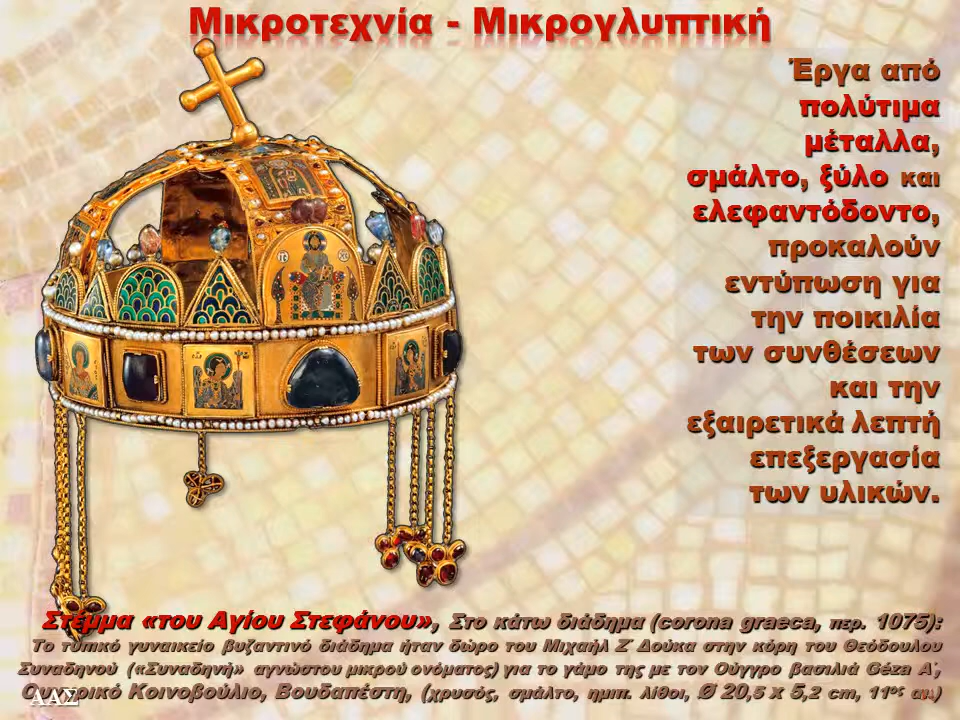 Μικροτεχνία - Μικρογλυπτική
Έργα από
πολύτιμα
μέταλλα,
σμάλτο, ξύλο και
ελεφαντόδοντο,
προκαλούν
εντύπωση για
την ποικιλία
των συνθέσεων
και την
εξαιρετικά λεπτή
επεξεργασία
των υλικών.
Στέμμα «του Αγίου Στεφάνου», Στο κάτω διάδημα (corona graeca, περ. 1075):
Το τυπικό γυναικείο βυζαντινό διάδημα ήταν δώρο του Μιχαήλ Ζ΄ Δούκα στην κόρη του Θεόδουλου
Συναδηνού («Συναδηνή» αγνώστου μικρού ονόματος) για το γάμο της με τον Ούγγρο βασιλιά Géza Α΄,
Κοινοβούλιο, Βουδαπέστη, (χρυσός, σμάλτο, ημιπ. λίθοι, Ø 20,5 x 5,2 cm, 11ος αι.)
ΑΑΣ